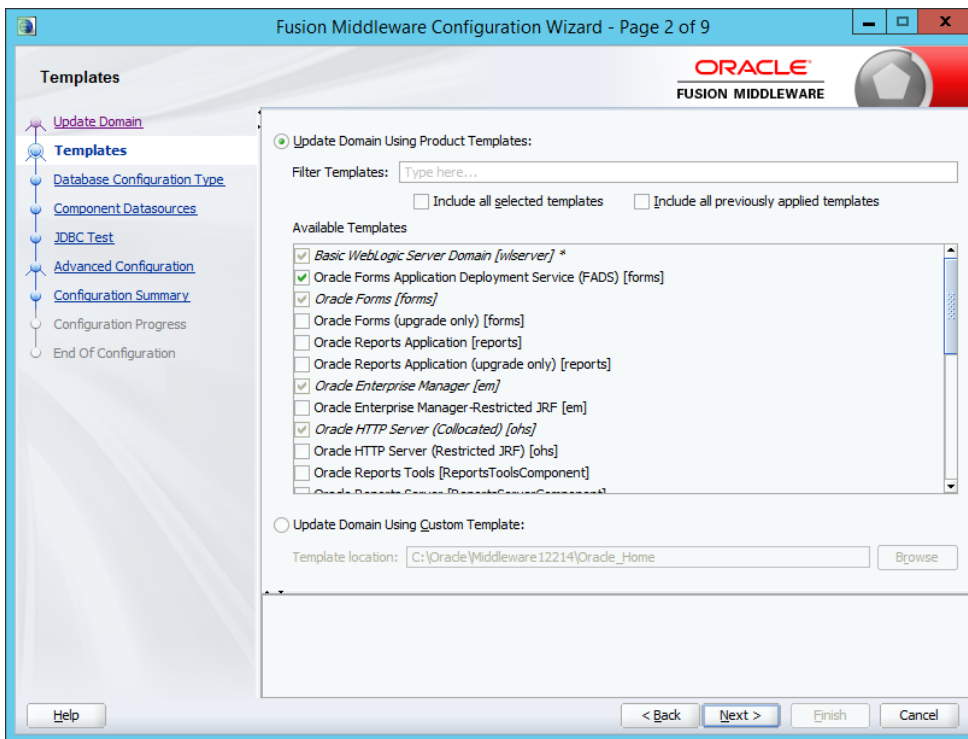 Fusion Middleware Configuration Wizard - Page 2 of 9
Templates
ORACLE
FUSION MIDDLEWARE
Update Domain
Templates
Database Configuration Type
Component Datasources
JDBC Test
Advanced Configuration
Configuration Summary
Configuration Progress
End Of Configuration
Update Domain Using Product Templates:
Filter Templates: Type here...
Include all selected templates Include all previously applied templates
Available Templates
Basic WebLogic Server Domain [wlserver] *
Oracle Forms Application Deployment Service (FADS) [forms]
Oracle Forms [forms]
Oracle Forms (upgrade only) [forms]
Oracle Reports Application [reports]
Oracle Reports Application (upgrade only) [reports]
Oracle Enterprise Manager [em]
Oracle Enterprise Manager-Restricted JRF [em]
Oracle HTTP Server (Collocated) [ohs]
Oracle HTTP Server (Restricted JRF) [ohs]
Oracle Reports Tools [ReportsToolsComponent]
Oracle Reports Server [ReportsServerComponent]
Update Domain Using Custom Template:
Template location: C:\Oracle\Middleware12214\Oracle_Home Browse
Help < Back Next > Finish Cancel